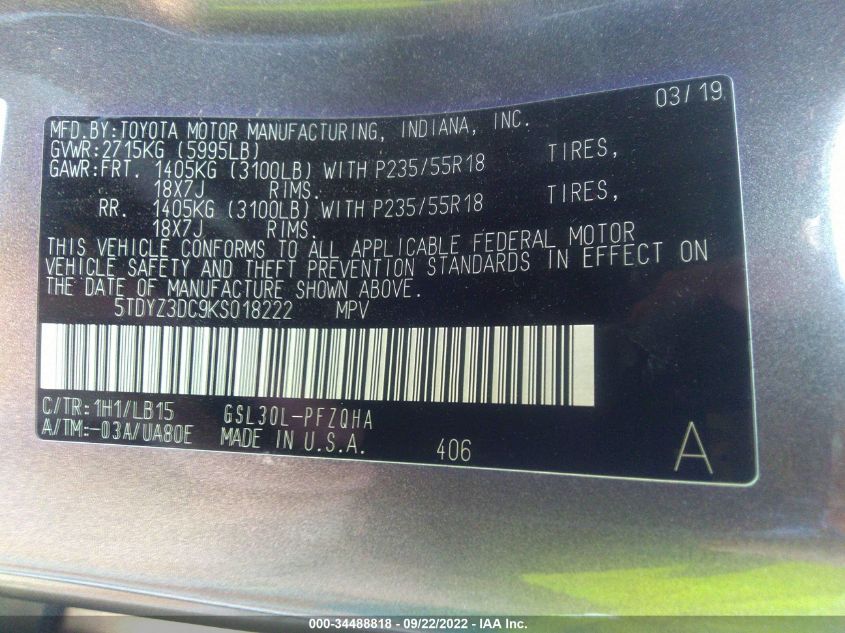 03/19
MFD.BY:TOYOTA MOTOR MANUFACTURING, INDIANA, INC.
GVWR:2715KG (5995LB)
GAWR:FRT. 1405KG (3100LB) WITH P235/55R18 TIRES,
18X7J RIMS.
RR. 1405KG (3100LB) WITH P235/55R18 TIRES,
18X7J RIMS.
THIS VEHICLE CONFORMS TO ALL APPLICABLE FEDERAL MOTOR
VEHICLE SAFETY AND THEFT PREVENTION STANDARDS IN EFFECT ON
THE DATE OF MANUFACTURE SHOWN ABOVE.
5TDYZ3DC9KS018222 MPV
C/TR:1H1/LB15 GSL30L-PFZQHA
A/TM:-03A/UA80E MADE IN U.S.A. 406 A
000-34488818 - 09/22/2022 - IAA Inc.